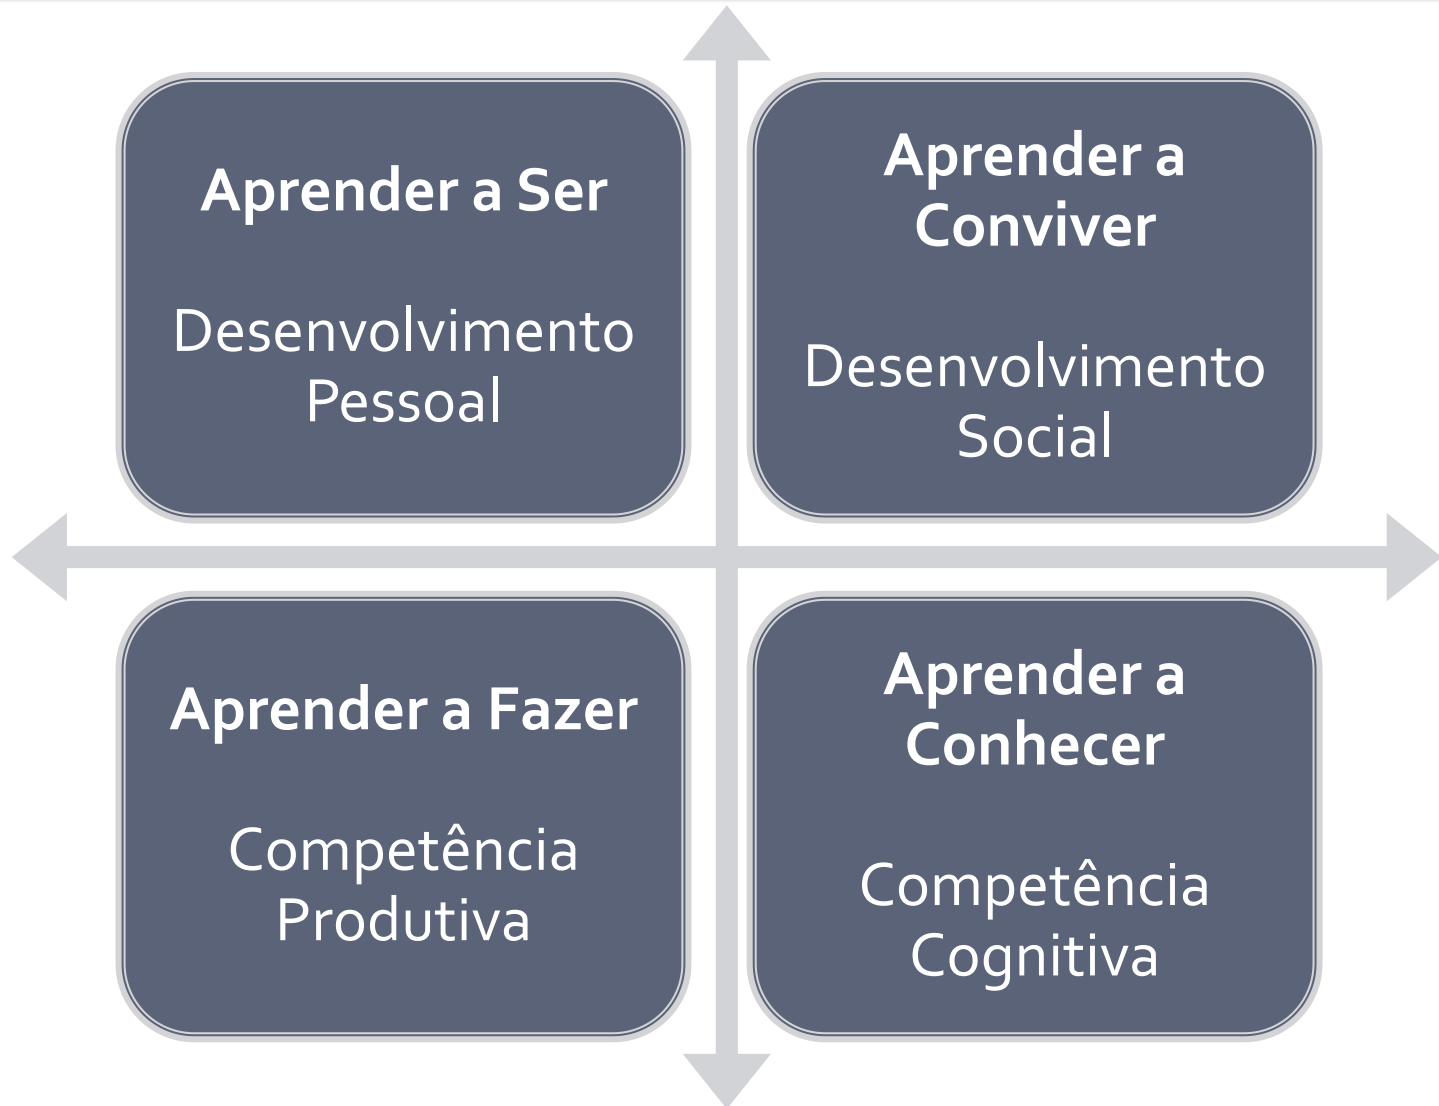 Aprender a Ser
Desenvolvimento
Pessoal
Aprender a
Conviver
Desenvolvimento
Social
Aprender a Fazer
Competência
Produtiva
Aprender a
Conhecer
Competência
Cognitiva